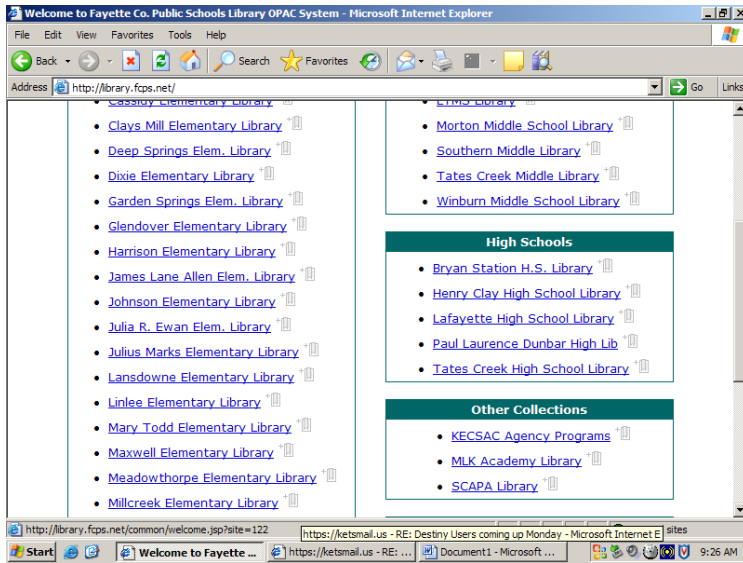 Welcome to Fayette Co. Public Schools Library OPAC System - Microsoft Internet Explorer
File Edit View Favorites Tools Help
Back Search Favorites
Address http://library.fcps.net/ Go Links
Cassidy Elementary Library
Clays Mill Elementary Library
Deep Springs Elem. Library
Dixie Elementary Library
Garden Springs Elem. Library
Glendover Elementary Library
Harrison Elementary Library
James Lane Allen Elem. Library
Johnson Elementary Library
Julia R. Ewan Elem. Library
Julius Marks Elementary Library
Lansdowne Elementary Library
Linlee Elementary Library
Mary Todd Elementary Library
Maxwell Elementary Library
Meadowthorpe Elementary Library
Millcreek Elementary Library
LTMS Library
Morton Middle School Library
Southern Middle Library
Tates Creek Middle Library
Winburn Middle School Library
High Schools
Bryan Station H.S. Library
Henry Clay High School Library
Lafayette High School Library
Paul Laurence Dunbar High Lib
Tates Creek High School Library
Other Collections
KECSAC Agency Programs
MLK Academy Library
SCAPA Library
http://library.fcps.net/common/welcome.jsp?site=122 sites
https://ketsmail.us - RE: Destiny Users coming up Monday - Microsoft Internet E
Start Welcome to Fayette ... https://ketsmail.us - RE: ... Document1 - Microsoft ... 9:26 AM